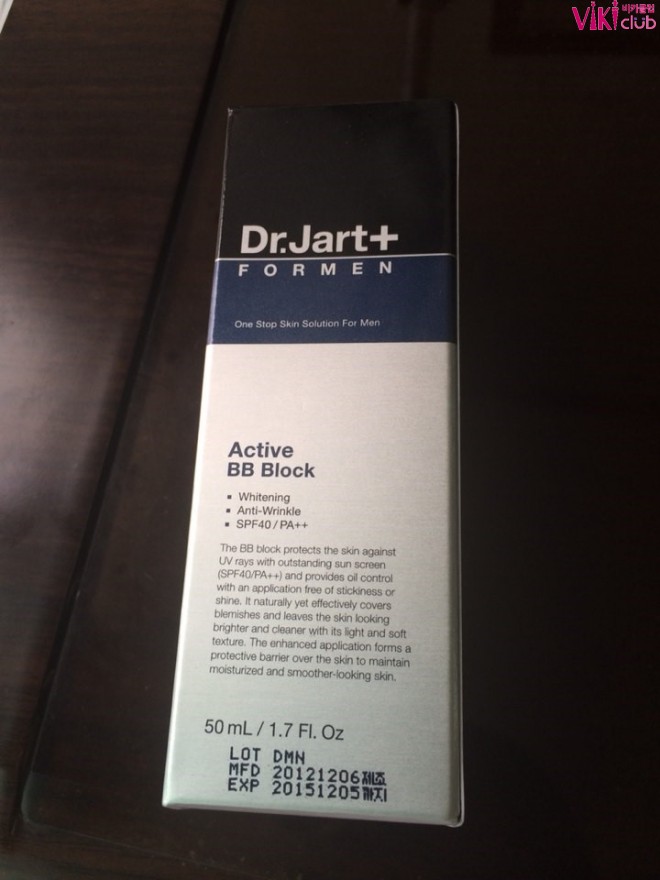 비키클럽
ViKi club
Dr.Jart+
FORMEN
One Stop Skin Solution For Men
Active
BB Block
▪ Whitening
▪ Anti-Wrinkle
▪ SPF40 / PA++
The BB block protects the skin against
UV rays with outstanding sun screen
(SPF40/PA++) and provides oil control
with an application free of stickiness or
shine. It naturally yet effectively covers
blemishes and leaves the skin looking
brighter and cleaner with its light and soft
texture. The enhanced application forms a
protective barrier over the skin to maintain
moisturized and smoother-looking skin.
50 mL / 1.7 Fl. Oz
LOT DMN
MFD 20121206제조
EXP 20151205까지